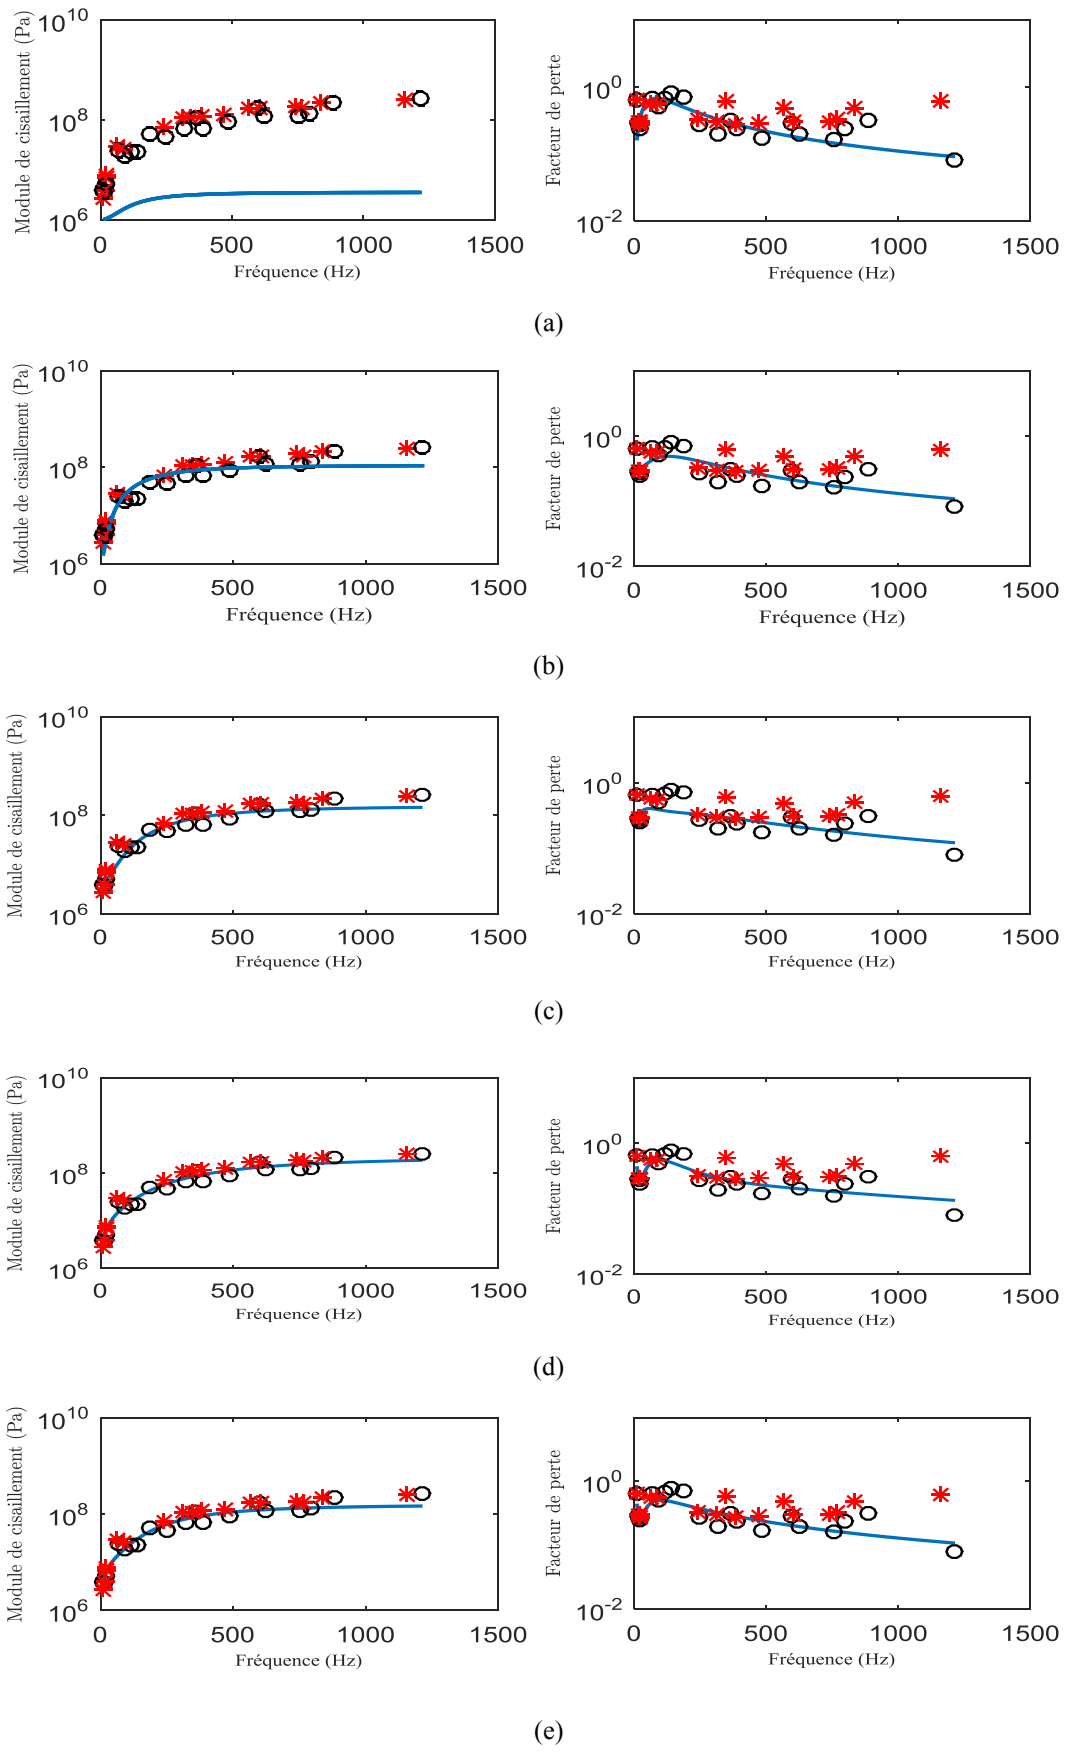 Module de cisaillement (Pa)
10^10
10^8
10^6
0 500 1000 1500
Fréquence (Hz)
Facteur de perte
10^0
10^-2
0 500 1000 1500
Fréquence (Hz)
(a)
Module de cisaillement (Pa)
10^10
10^8
10^6
0 500 1000 1500
Fréquence (Hz)
Facteur de perte
10^0
10^-2
0 500 1000 1500
Fréquence (Hz)
(b)
Module de cisaillement (Pa)
10^10
10^8
10^6
0 500 1000 1500
Fréquence (Hz)
Facteur de perte
10^0
10^-2
0 500 1000 1500
Fréquence (Hz)
(c)
Module de cisaillement (Pa)
10^10
10^8
10^6
0 500 1000 1500
Fréquence (Hz)
Facteur de perte
10^0
10^-2
0 500 1000 1500
Fréquence (Hz)
(d)
Module de cisaillement (Pa)
10^10
10^8
10^6
0 500 1000 1500
Fréquence (Hz)
Facteur de perte
10^0
10^-2
0 500 1000 1500
Fréquence (Hz)
(e)